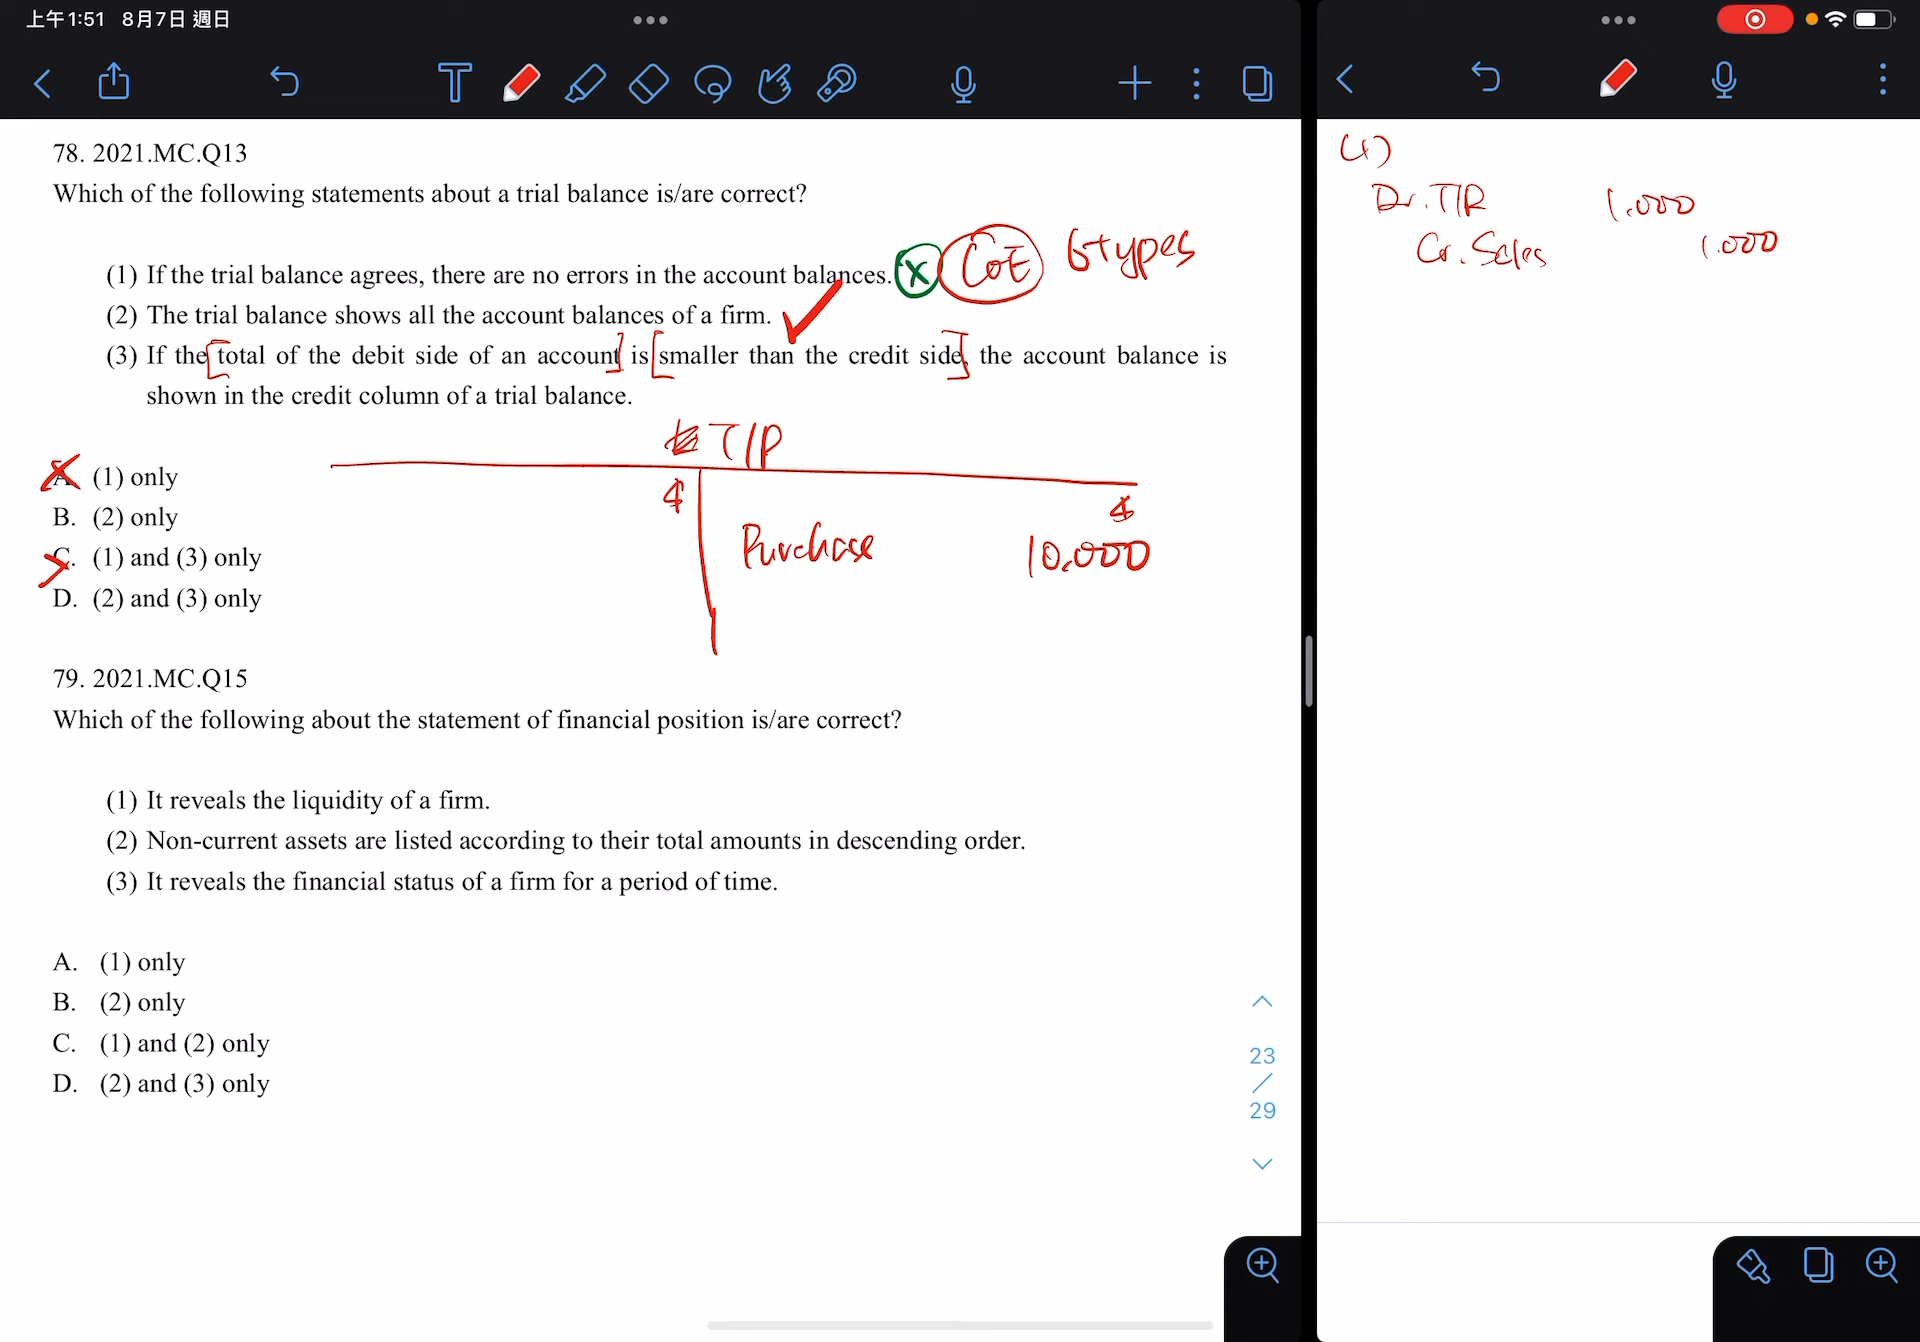 上午1:51 8月7日 週日
78. 2021.MC.Q13
Which of the following statements about a trial balance is/are correct?
(1) If the trial balance agrees, there are no errors in the account balances. X CoE 6 types
(2) The trial balance shows all the account balances of a firm.
(3) If the [total of the debit side of an account] is [smaller than the credit side], the account balance is
shown in the credit column of a trial balance.
T/P
A. (1) only
$ $
B. (2) only
Purchase 10,000
C. (1) and (3) only
D. (2) and (3) only
79. 2021.MC.Q15
Which of the following about the statement of financial position is/are correct?
(1) It reveals the liquidity of a firm.
(2) Non-current assets are listed according to their total amounts in descending order.
(3) It reveals the financial status of a firm for a period of time.
A. (1) only
B. (2) only
C. (1) and (2) only
D. (2) and (3) only
23
/
29
Dr. T/R 1,000
Cr. Sales 1,000